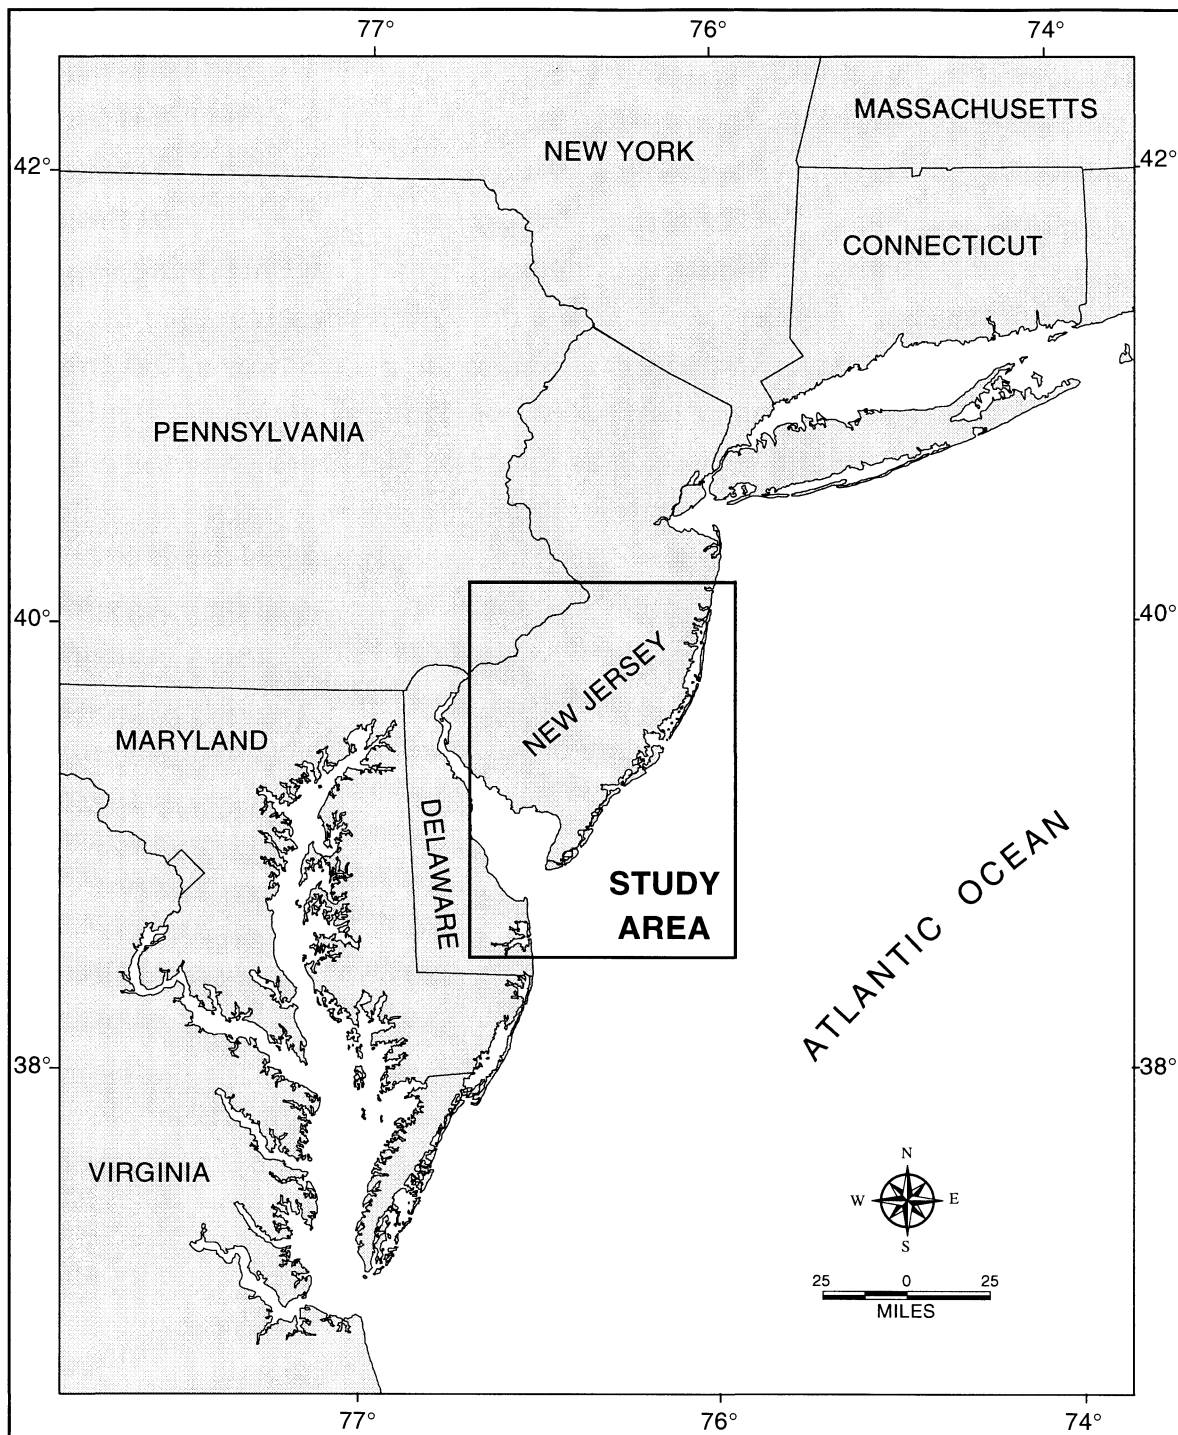 77° 76° 74°
MASSACHUSETTS
NEW YORK
42° 42°
CONNECTICUT
PENNSYLVANIA
40° 40°
NEW JERSEY
MARYLAND
DELAWARE
STUDY
AREA
ATLANTIC OCEAN
38° 38°
VIRGINIA
N
W E
S
25 0 25
MILES
77° 76° 74°